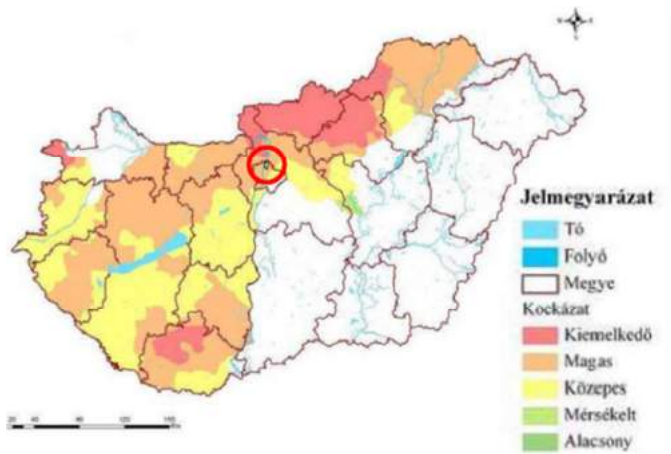 Jelmegyarázat
Tó
Folyó
Megye
Kockázat
Kiemelkedő
Magas
Közepes
Mérsékelt
Alacsony